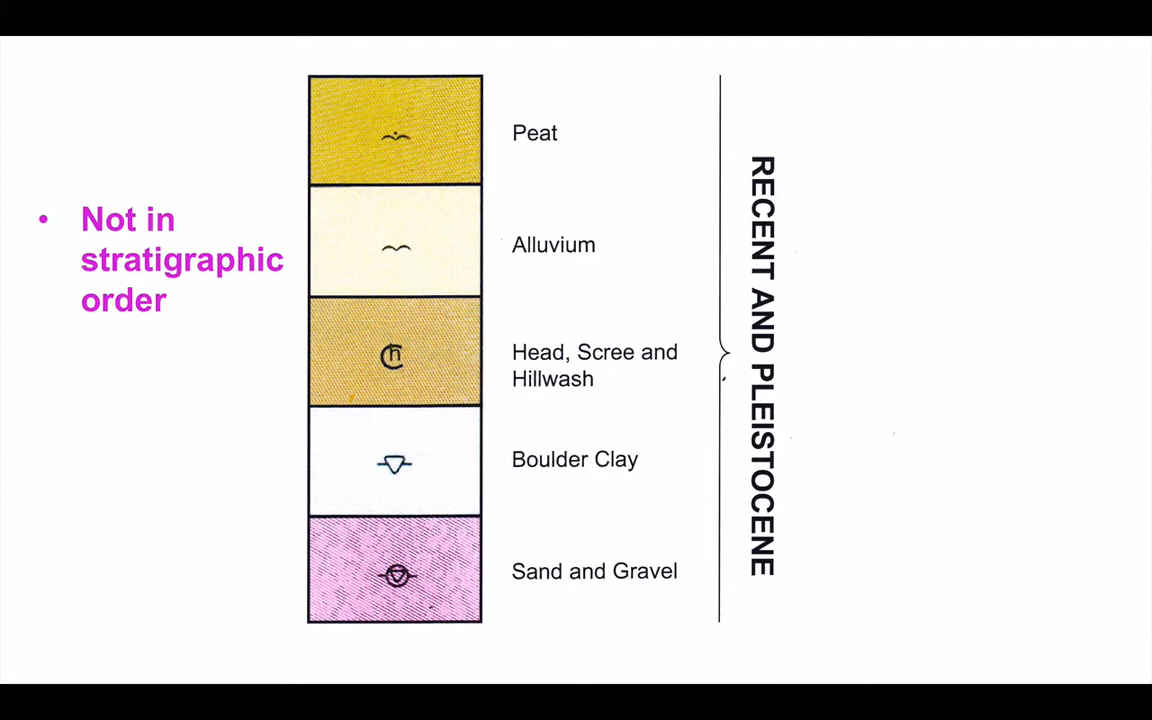 • Not in
stratigraphic
order
Peat
Alluvium
Head, Scree and
Hillwash
Boulder Clay
Sand and Gravel
RECENT AND PLEISTOCENE